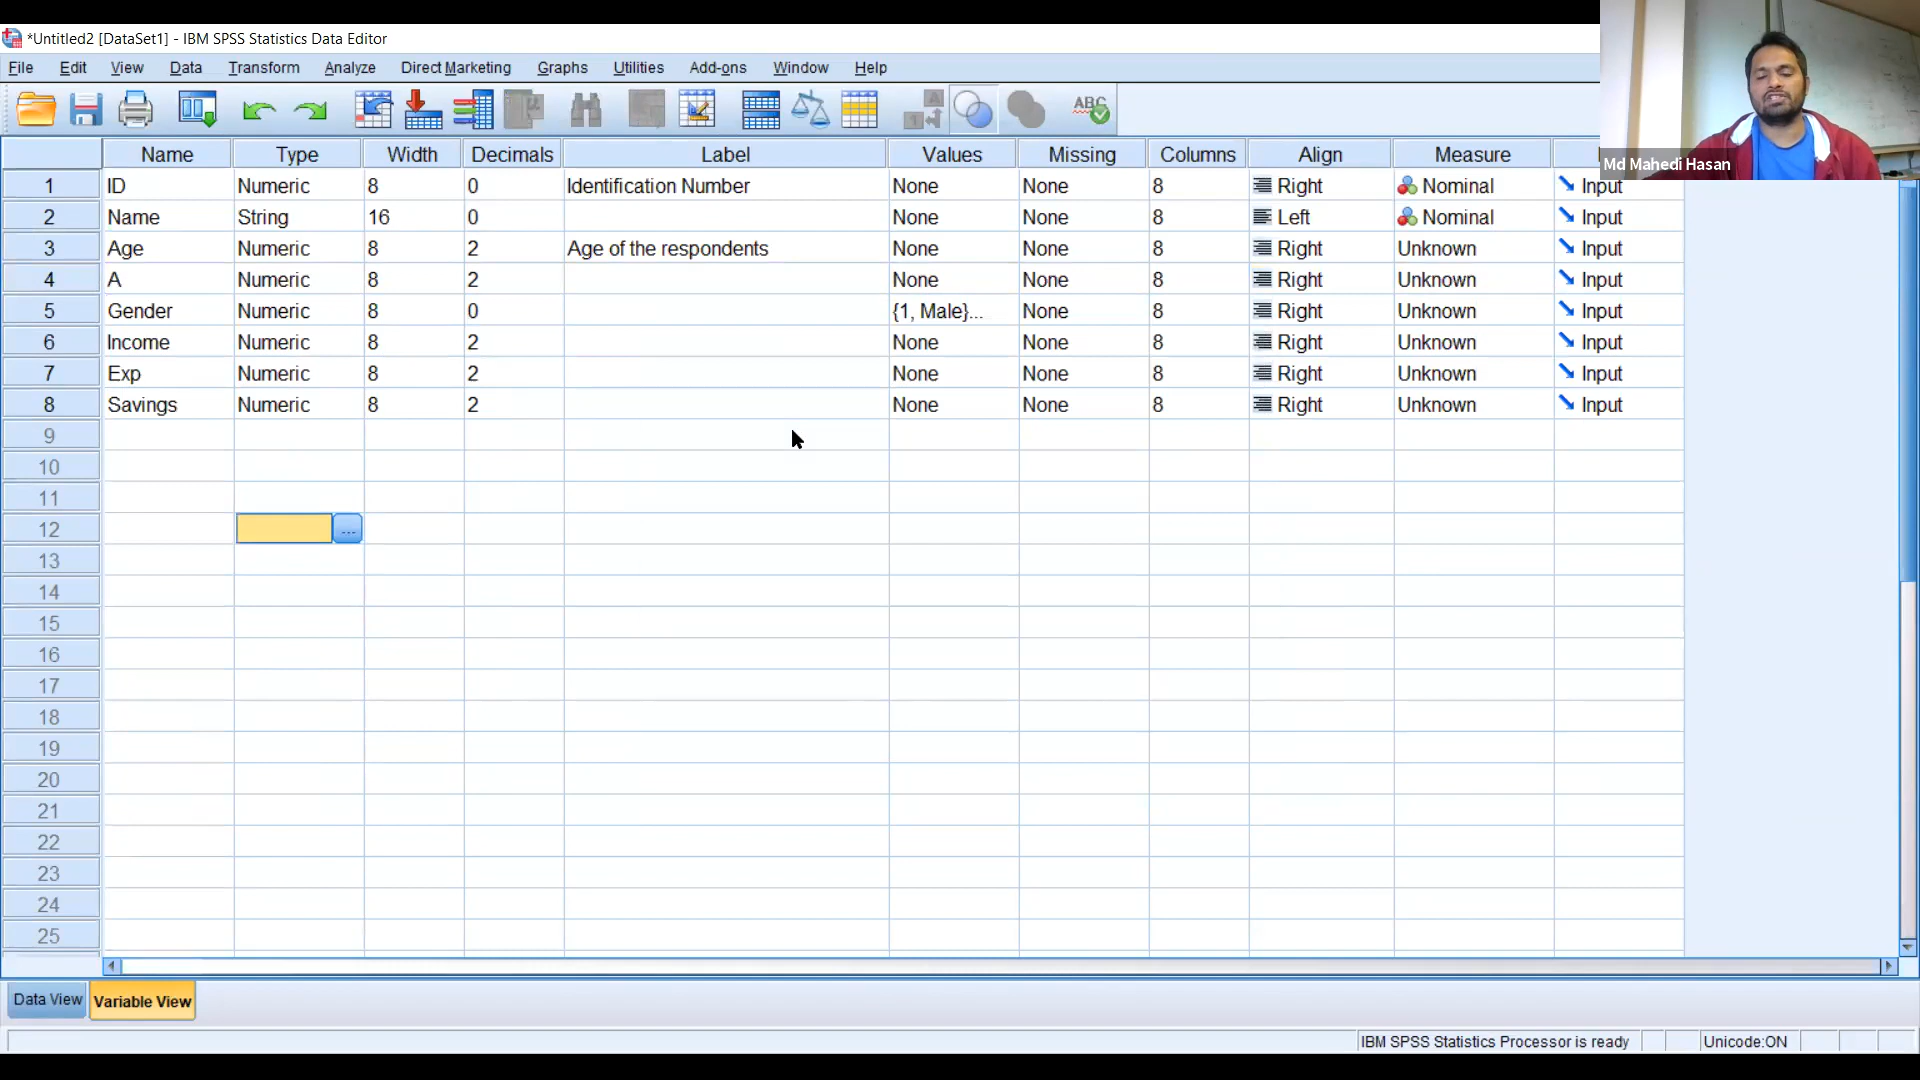 *Untitled2 [DataSet1] - IBM SPSS Statistics Data Editor
File Edit View Data Transform Analyze Direct Marketing Graphs Utilities Add-ons Window Help
ABC
Md Mahedi Hasan
Name Type Width Decimals Label Values Missing Columns Align Measure
1 ID Numeric 8 0 Identification Number None None 8 Right Nominal Input
2 Name String 16 0 None None 8 Left Nominal Input
3 Age Numeric 8 2 Age of the respondents None None 8 Right Unknown Input
4 A Numeric 8 2 None None 8 Right Unknown Input
5 Gender Numeric 8 0 {1, Male}... None 8 Right Unknown Input
6 Income Numeric 8 2 None None 8 Right Unknown Input
7 Exp Numeric 8 2 None None 8 Right Unknown Input
8 Savings Numeric 8 2 None None 8 Right Unknown Input
9
10
11
12 ...
13
14
15
16
17
18
19
20
21
22
23
24
25
Data View Variable View
IBM SPSS Statistics Processor is ready Unicode:ON